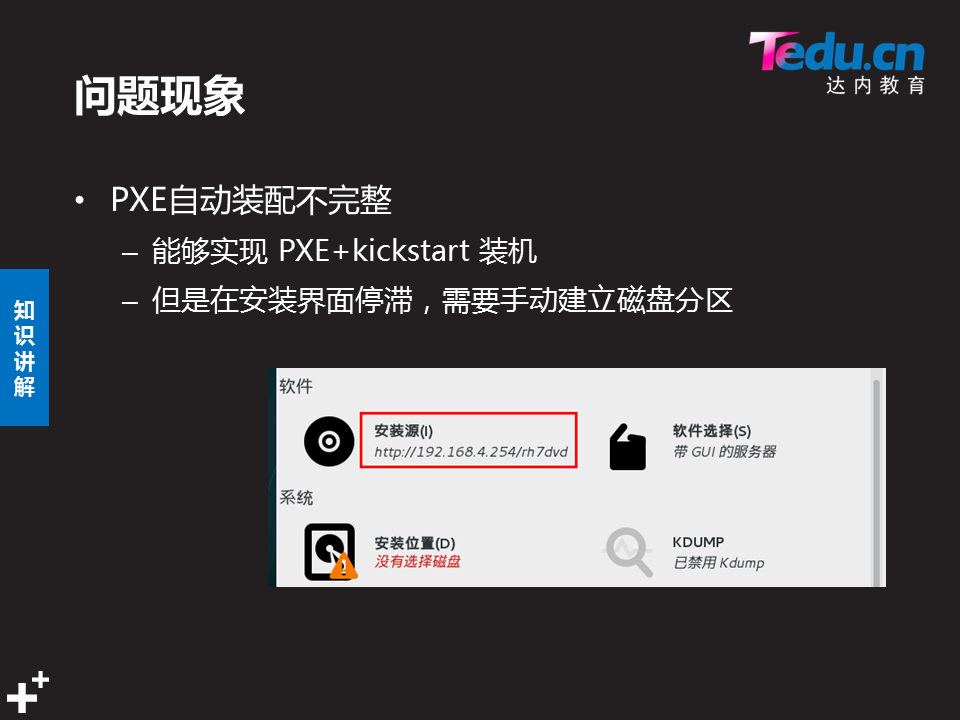 Tedu.cn
达内教育
问题现象
• PXE自动装配不完整
– 能够实现 PXE+kickstart 装机
– 但是在安装界面停滞，需要手动建立磁盘分区
知识讲解
软件
安装源(I)
http://192.168.4.254/rh7dvd
软件选择(S)
带 GUI 的服务器
系统
安装位置(D)
没有选择磁盘
KDUMP
已禁用 Kdump